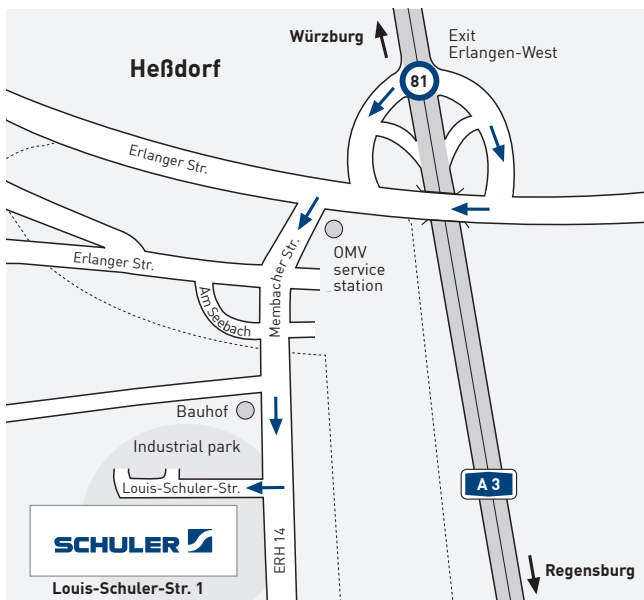 Würzburg
Exit
Erlangen-West
Heßdorf
81
Erlanger Str.
Erlanger Str.
Membacher Str.
OMV
service
station
Am Seebach
Bauhof
Industrial park
Louis-Schuler-Str.
A 3
SCHULER
ERH 14
Regensburg
Louis-Schuler-Str. 1